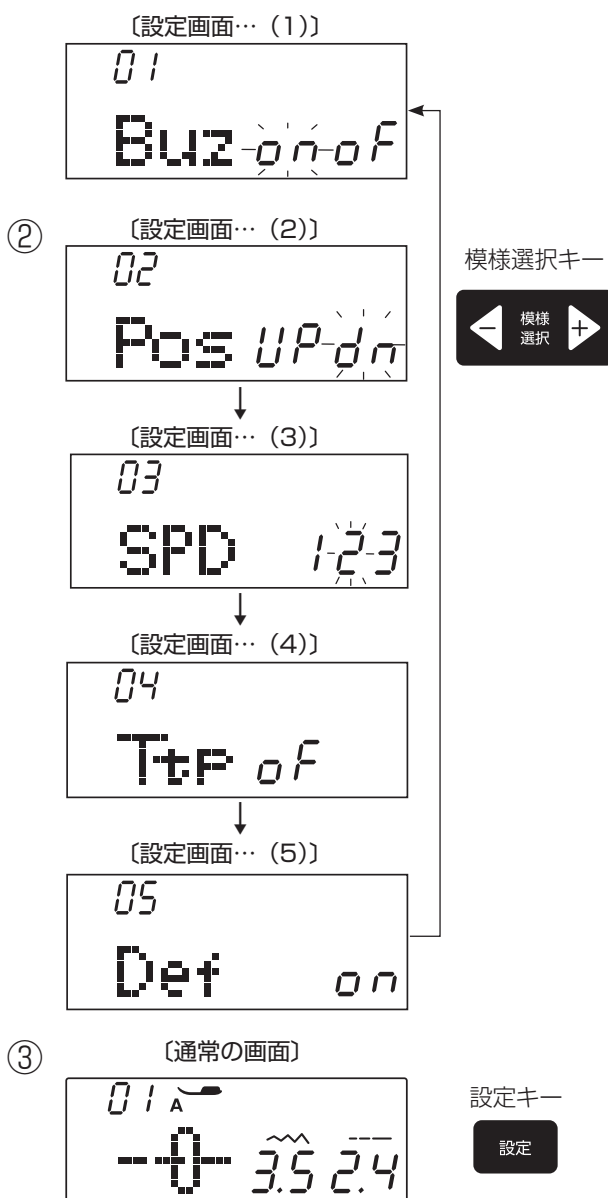 〔設定画面…（1）〕
01
Buz on-oF
②
〔設定画面…（2）〕
02
Pos UP-dn
模様選択キー
− 模様選択 +
〔設定画面…（3）〕
03
SPD 1-2-3
〔設定画面…（4）〕
04
Ttp oF
〔設定画面…（5）〕
05
Def on
③
〔通常の画面〕
01 A
3.5 2.4
設定キー
設定